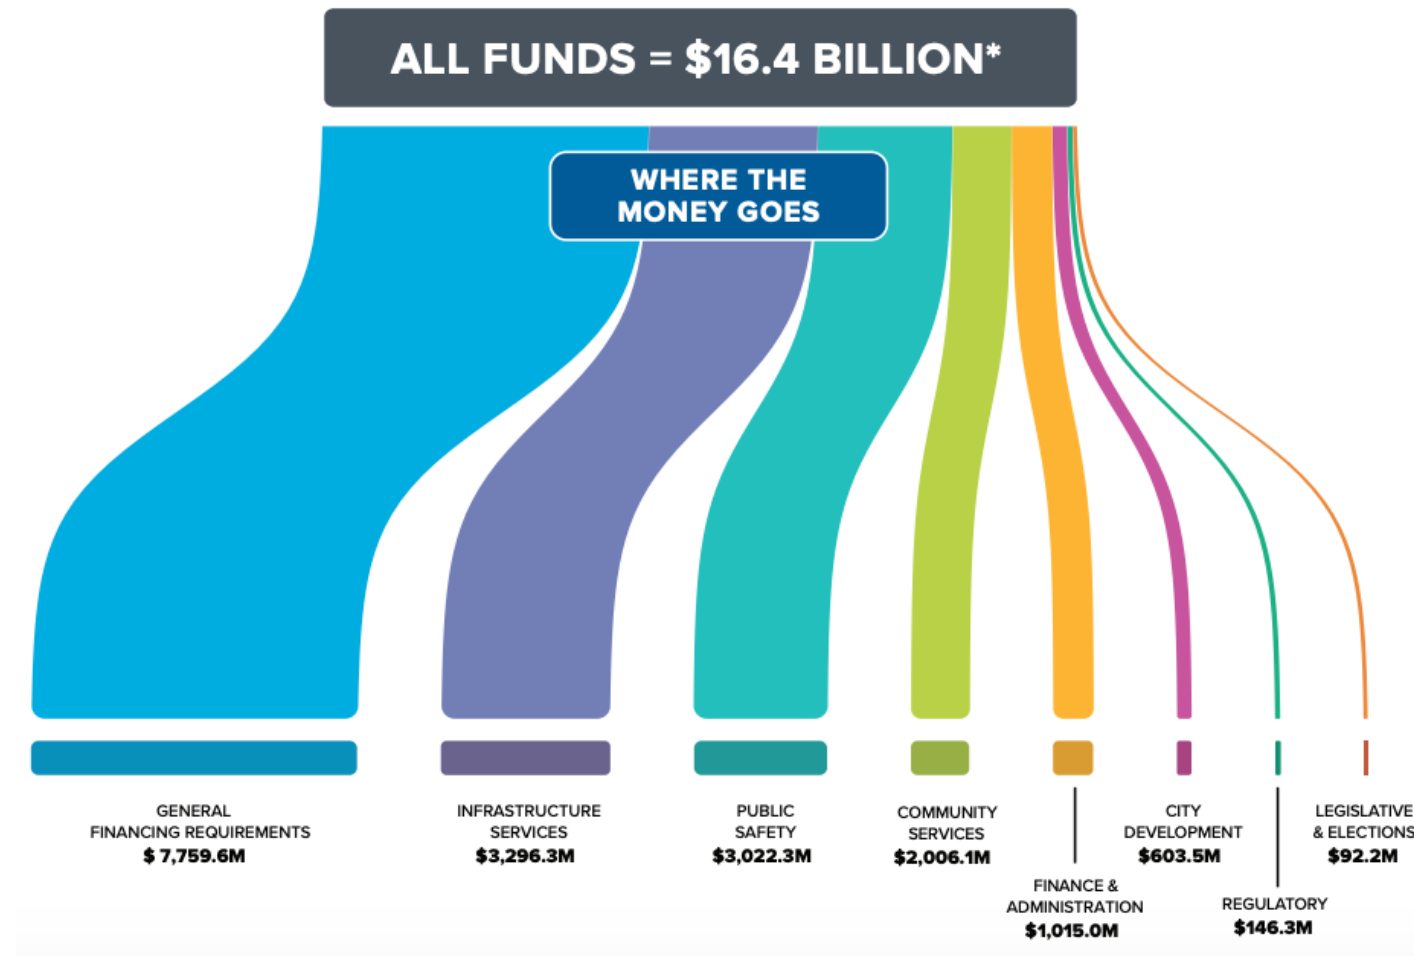 ALL FUNDS = $16.4 BILLION*
WHERE THE
MONEY GOES
GENERAL
FINANCING REQUIREMENTS
$ 7,759.6M
INFRASTRUCTURE
SERVICES
$3,296.3M
PUBLIC
SAFETY
$3,022.3M
COMMUNITY
SERVICES
$2,006.1M
FINANCE &
ADMINISTRATION
$1,015.0M
CITY
DEVELOPMENT
$603.5M
REGULATORY
$146.3M
LEGISLATIVE
& ELECTIONS
$92.2M